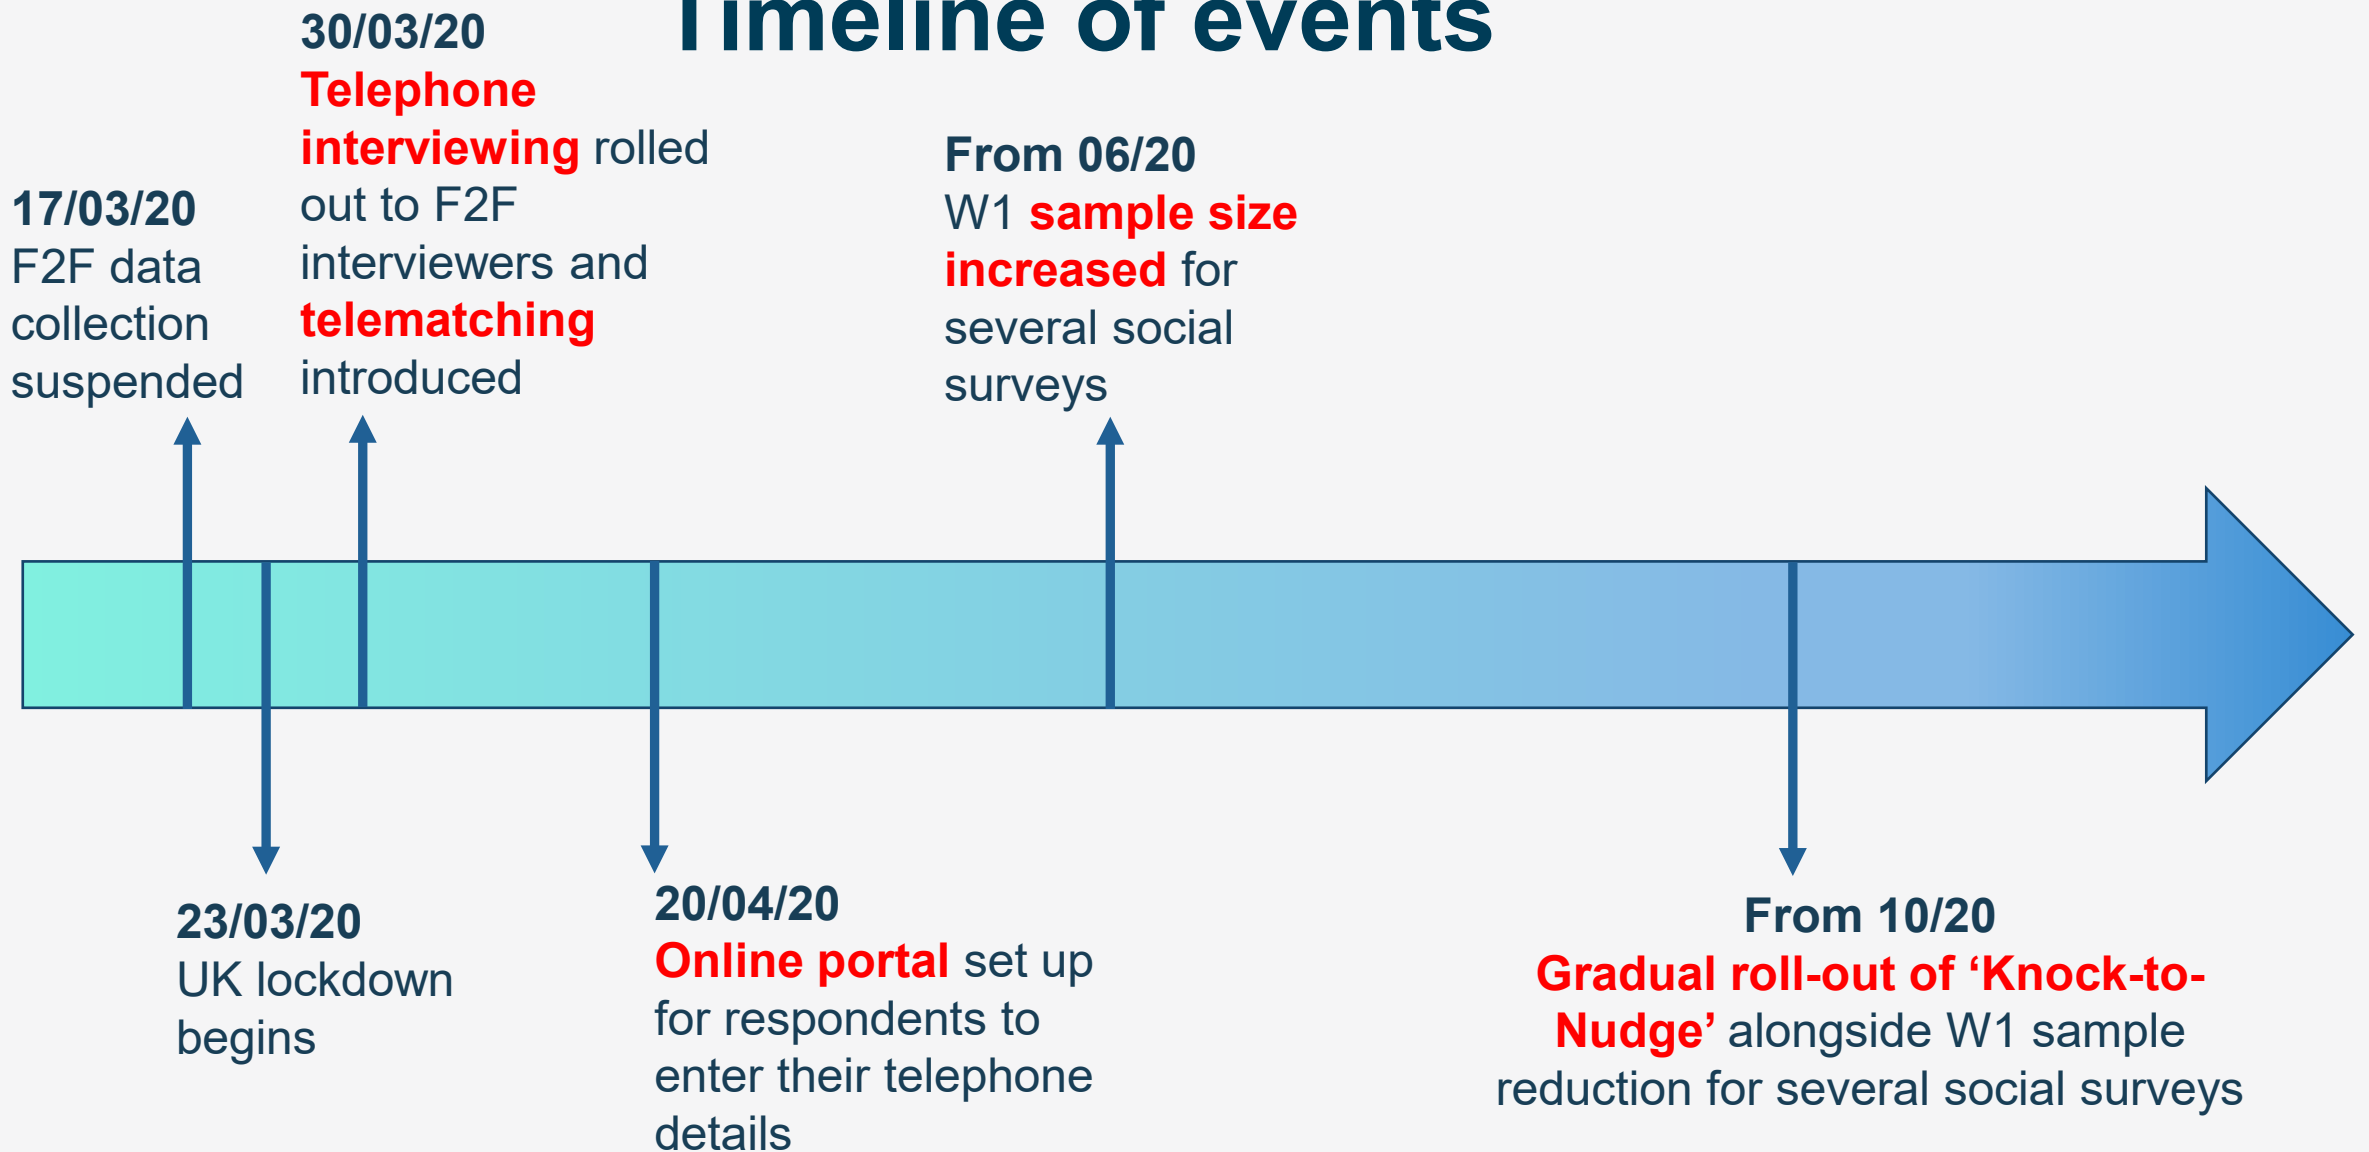 Timeline of events
17/03/20
F2F data
collection
suspended
30/03/20
Telephone
interviewing rolled
out to F2F
interviewers and
telematching
introduced
From 06/20
W1 sample size
increased for
several social
surveys
23/03/20
UK lockdown
begins
20/04/20
Online portal set up
for respondents to
enter their telephone
details
From 10/20
Gradual roll-out of ‘Knock-to-
Nudge’ alongside W1 sample
reduction for several social surveys